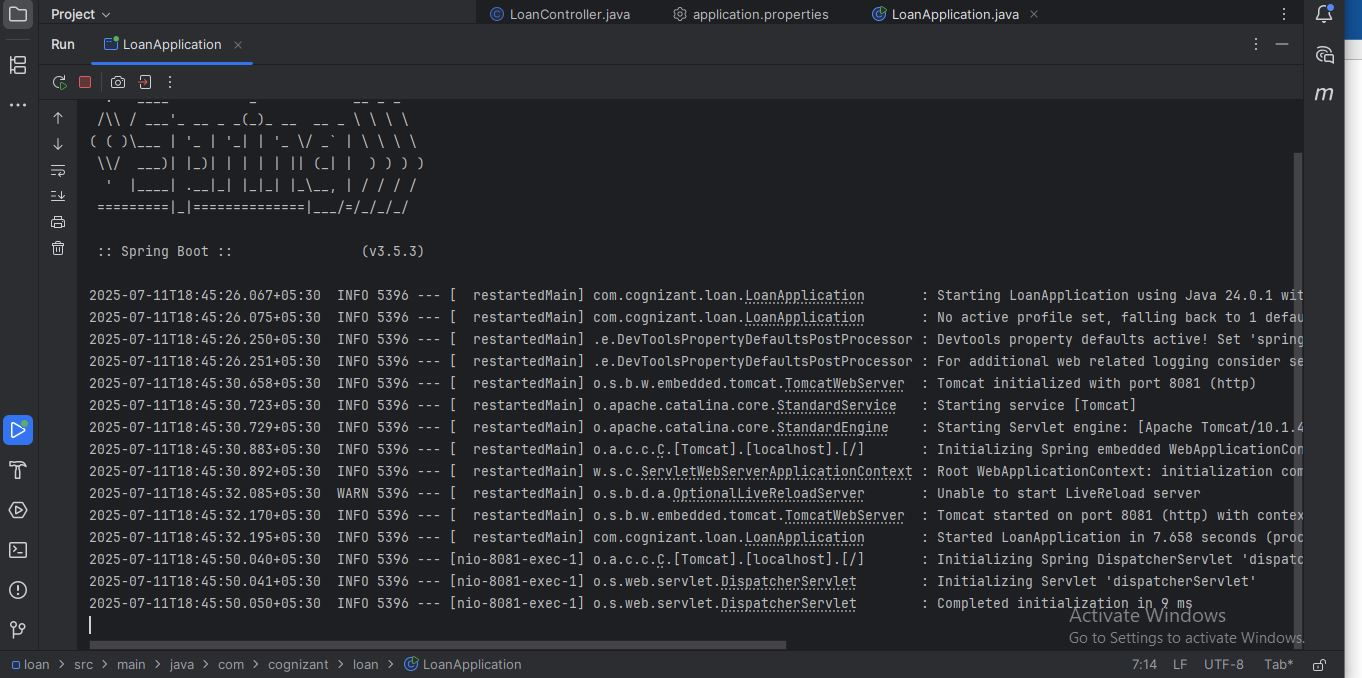 Project
LoanController.java
application.properties
LoanApplication.java
Run
LoanApplication
  .   ____          _            __ _ _
 /\\ / ___'_ __ _ _(_)_ __  __ _ \ \ \ \
( ( )\___ | '_ | '_| | '_ \/ _` | \ \ \ \
 \\/  ___)| |_)| | | | | || (_| |  ) ) ) )
  '  |____| .__|_| |_|_| |_\__, | / / / /
 =========|_|==============|___/=/_/_/_/
 :: Spring Boot ::                (v3.5.3)
2025-07-11T18:45:26.067+05:30  INFO 5396 --- [  restartedMain] com.cognizant.loan.LoanApplication       : Starting LoanApplication using Java 24.0.1 wit
2025-07-11T18:45:26.075+05:30  INFO 5396 --- [  restartedMain] com.cognizant.loan.LoanApplication       : No active profile set, falling back to 1 defau
2025-07-11T18:45:26.250+05:30  INFO 5396 --- [  restartedMain] .e.DevToolsPropertyDefaultsPostProcessor : Devtools property defaults active! Set 'spring
2025-07-11T18:45:26.251+05:30  INFO 5396 --- [  restartedMain] .e.DevToolsPropertyDefaultsPostProcessor : For additional web related logging consider se
2025-07-11T18:45:30.658+05:30  INFO 5396 --- [  restartedMain] o.s.b.w.embedded.tomcat.TomcatWebServer  : Tomcat initialized with port 8081 (http)
2025-07-11T18:45:30.723+05:30  INFO 5396 --- [  restartedMain] o.apache.catalina.core.StandardService   : Starting service [Tomcat]
2025-07-11T18:45:30.729+05:30  INFO 5396 --- [  restartedMain] o.apache.catalina.core.StandardEngine    : Starting Servlet engine: [Apache Tomcat/10.1.4
2025-07-11T18:45:30.883+05:30  INFO 5396 --- [  restartedMain] o.a.c.c.C.[Tomcat].[localhost].[/]       : Initializing Spring embedded WebApplicationCon
2025-07-11T18:45:30.892+05:30  INFO 5396 --- [  restartedMain] w.s.c.ServletWebServerApplicationContext : Root WebApplicationContext: initialization com
2025-07-11T18:45:32.085+05:30  WARN 5396 --- [  restartedMain] o.s.b.d.a.OptionalLiveReloadServer       : Unable to start LiveReload server
2025-07-11T18:45:32.170+05:30  INFO 5396 --- [  restartedMain] o.s.b.w.embedded.tomcat.TomcatWebServer  : Tomcat started on port 8081 (http) with contex
2025-07-11T18:45:32.195+05:30  INFO 5396 --- [  restartedMain] com.cognizant.loan.LoanApplication       : Started LoanApplication in 7.658 seconds (proc
2025-07-11T18:45:50.040+05:30  INFO 5396 --- [nio-8081-exec-1] o.a.c.c.C.[Tomcat].[localhost].[/]       : Initializing Spring DispatcherServlet 'dispatc
2025-07-11T18:45:50.041+05:30  INFO 5396 --- [nio-8081-exec-1] o.s.web.servlet.DispatcherServlet        : Initializing Servlet 'dispatcherServlet'
2025-07-11T18:45:50.050+05:30  INFO 5396 --- [nio-8081-exec-1] o.s.web.servlet.DispatcherServlet        : Completed initialization in 9 ms
Activate Windows
Go to Settings to activate Windows.
loan > src > main > java > com > cognizant > loan > LoanApplication
7:14 LF UTF-8 Tab*